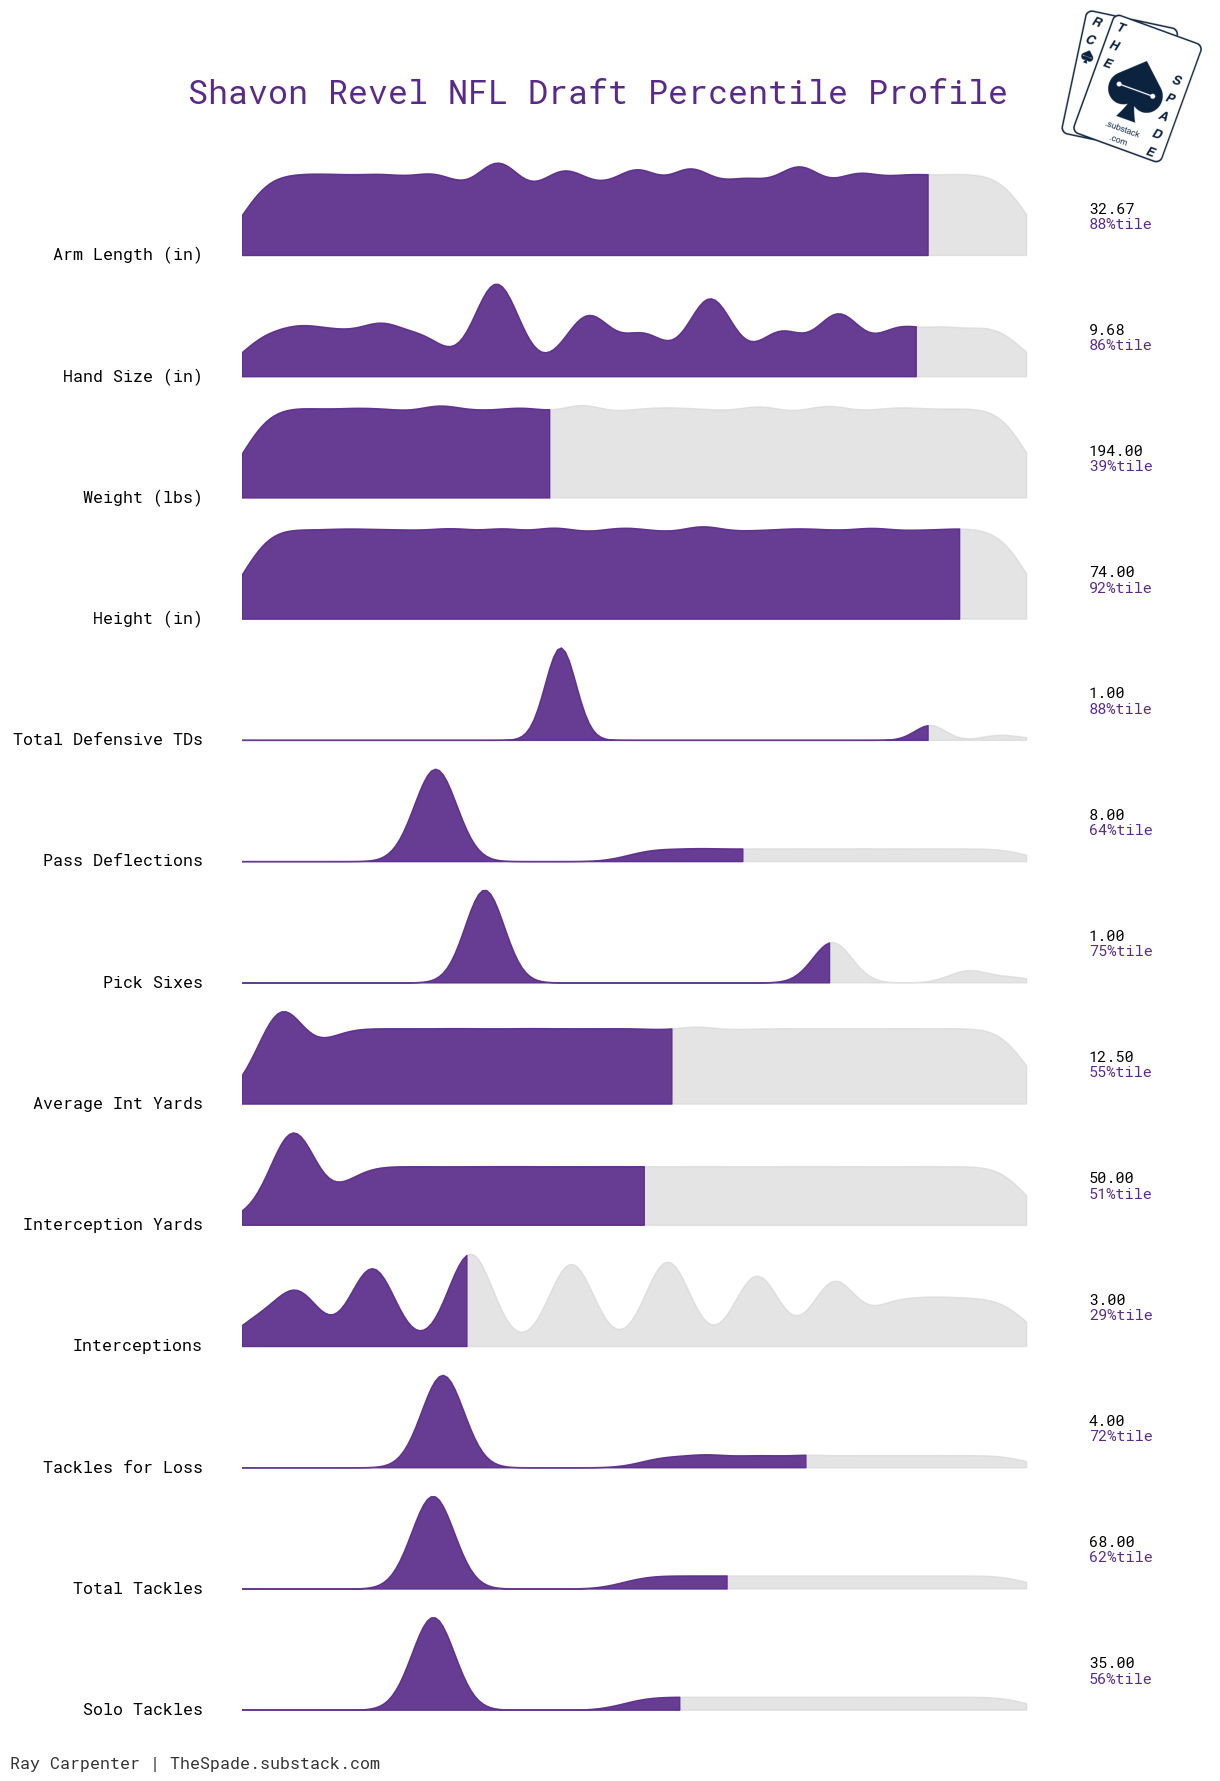 Shavon Revel NFL Draft Percentile Profile
R
C
THE
SPADE
.substack
.com
Arm Length (in)
32.67
88%tile
Hand Size (in)
9.68
86%tile
Weight (lbs)
194.00
39%tile
Height (in)
74.00
92%tile
Total Defensive TDs
1.00
88%tile
Pass Deflections
8.00
64%tile
Pick Sixes
1.00
75%tile
Average Int Yards
12.50
55%tile
Interception Yards
50.00
51%tile
Interceptions
3.00
29%tile
Tackles for Loss
4.00
72%tile
Total Tackles
68.00
62%tile
Solo Tackles
35.00
56%tile
Ray Carpenter | TheSpade.substack.com